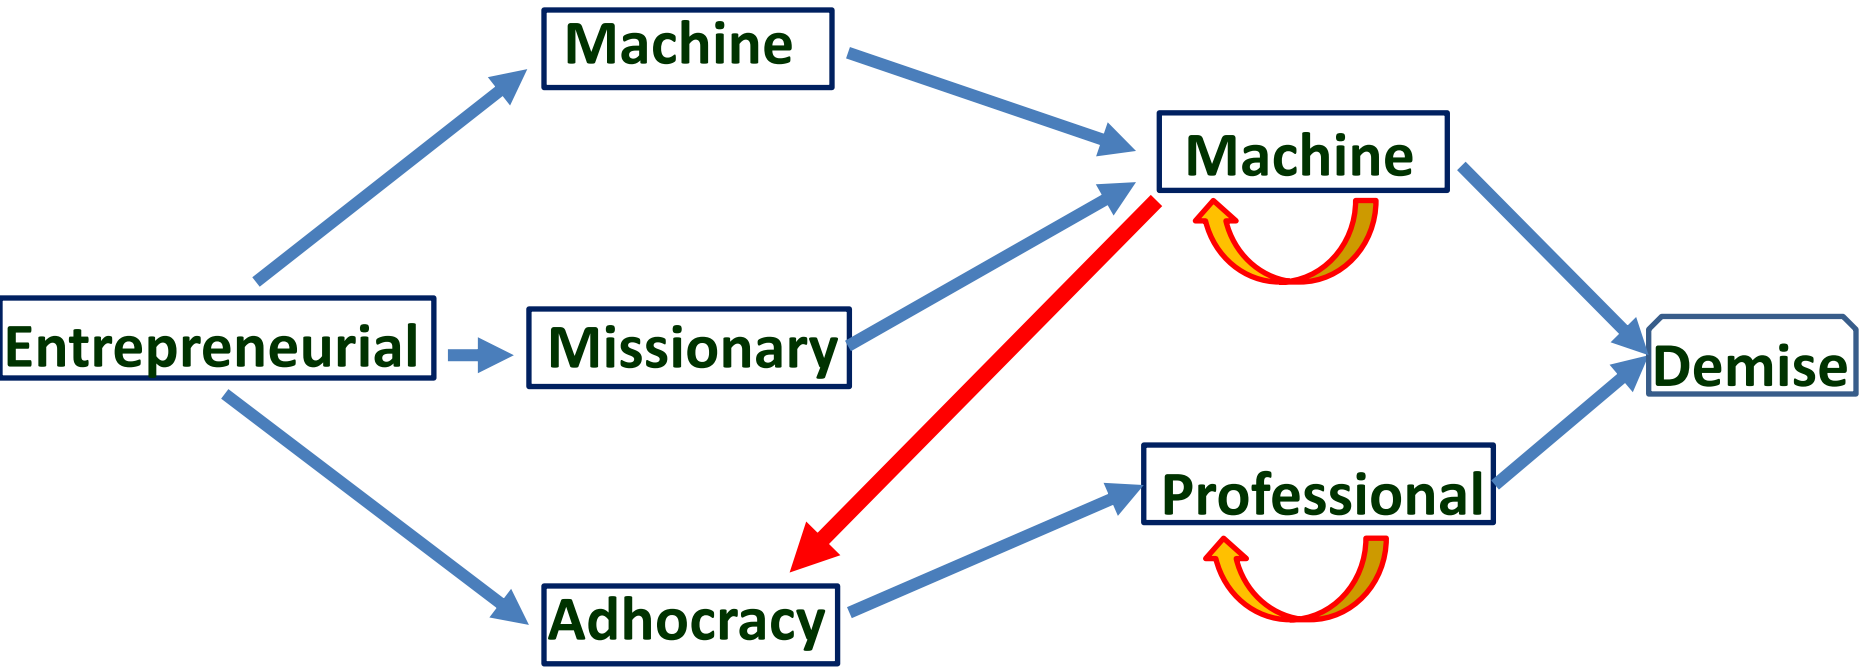 Machine
Machine
Entrepreneurial
Missionary
Demise
Professional
Adhocracy